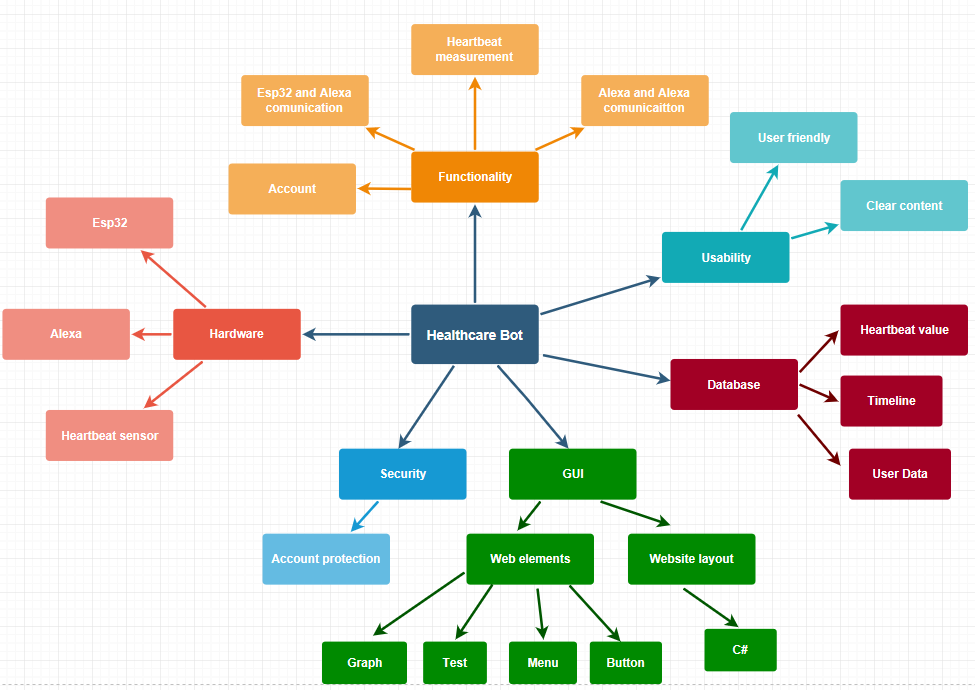 Heartbeat
measurement
Esp32 and Alexa
comunication
Alexa and Alexa
comunicaitton
User friendly
Functionality
Account
Clear content
Esp32
Usability
Heartbeat value
Alexa
Hardware
Healthcare Bot
Database
Timeline
Heartbeat sensor
Security
GUI
User Data
Account protection
Web elements
Website layout
C#
Graph
Test
Menu
Button